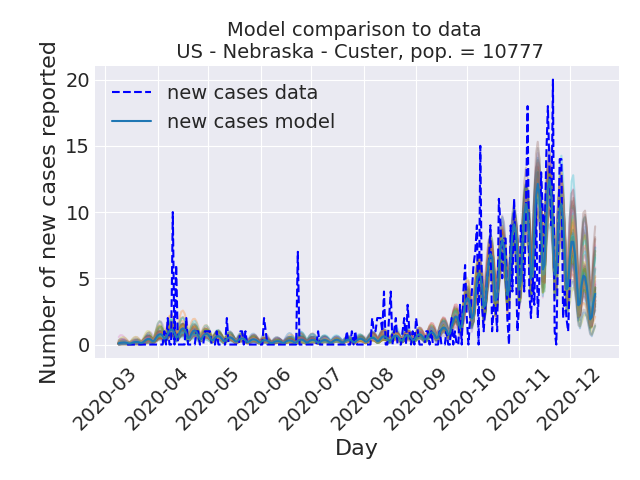 Model comparison to data
US - Nebraska - Custer, pop. = 10777
Number of new cases reported
20
15
10
5
0
new cases data
new cases model
2020-03
2020-04
2020-05
2020-06
2020-07
2020-08
2020-09
2020-10
2020-11
2020-12
Day